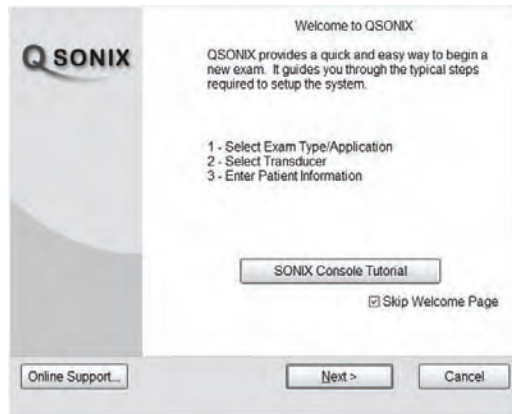 Welcome to QSONIX
Q SONIX
QSONIX provides a quick and easy way to begin a
new exam. It guides you through the typical steps
required to setup the system.
1 - Select Exam Type/Application
2 - Select Transducer
3 - Enter Patient Information
SONIX Console Tutorial
Skip Welcome Page
Online Support...
Next >
Cancel